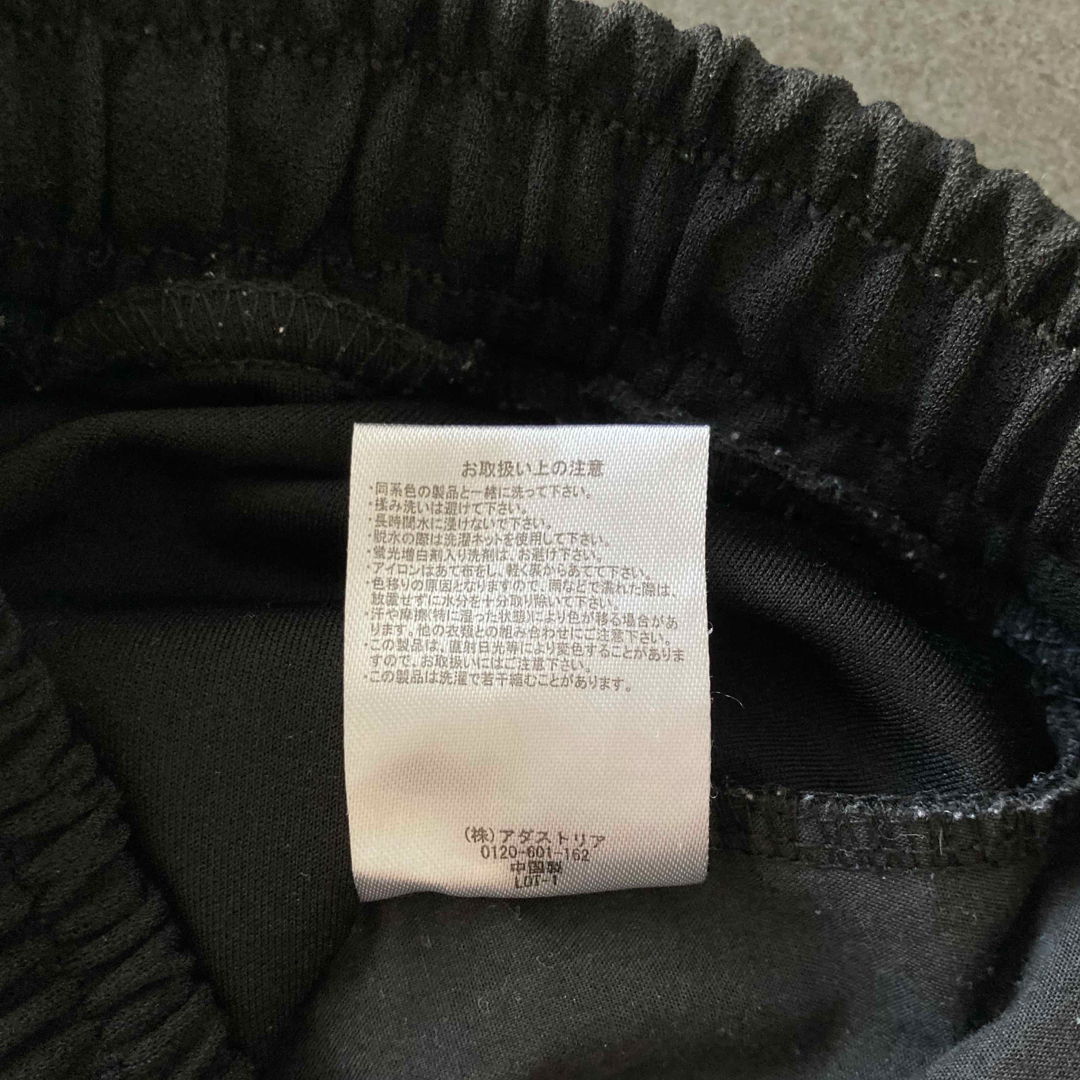 お取扱い上の注意
・同系色の製品と一緒に洗って下さい。
・揉み洗いは避けて下さい。
・長時間水に浸けないで下さい。
・脱水の際は洗濯ネットを使用して下さい。
・蛍光増白剤入り洗剤は、お避け下さい。
・アイロンはあて布をし、軽く裏からあてて下さい。
・色移りの原因となりますので、雨などで濡れた際は、
放置せずに水分を十分取り除いて下さい。
・汗や摩擦(特に湿った状態)により色が移る場合があ
ります。他の衣類との組み合わせにご注意下さい。
・この製品は、直射日光等により変色することがありま
すので、お取扱いにはご注意下さい。
・この製品は洗濯で若干縮むことがあります。
(株)アダストリア
0120-601-162
中国製
LOT-1